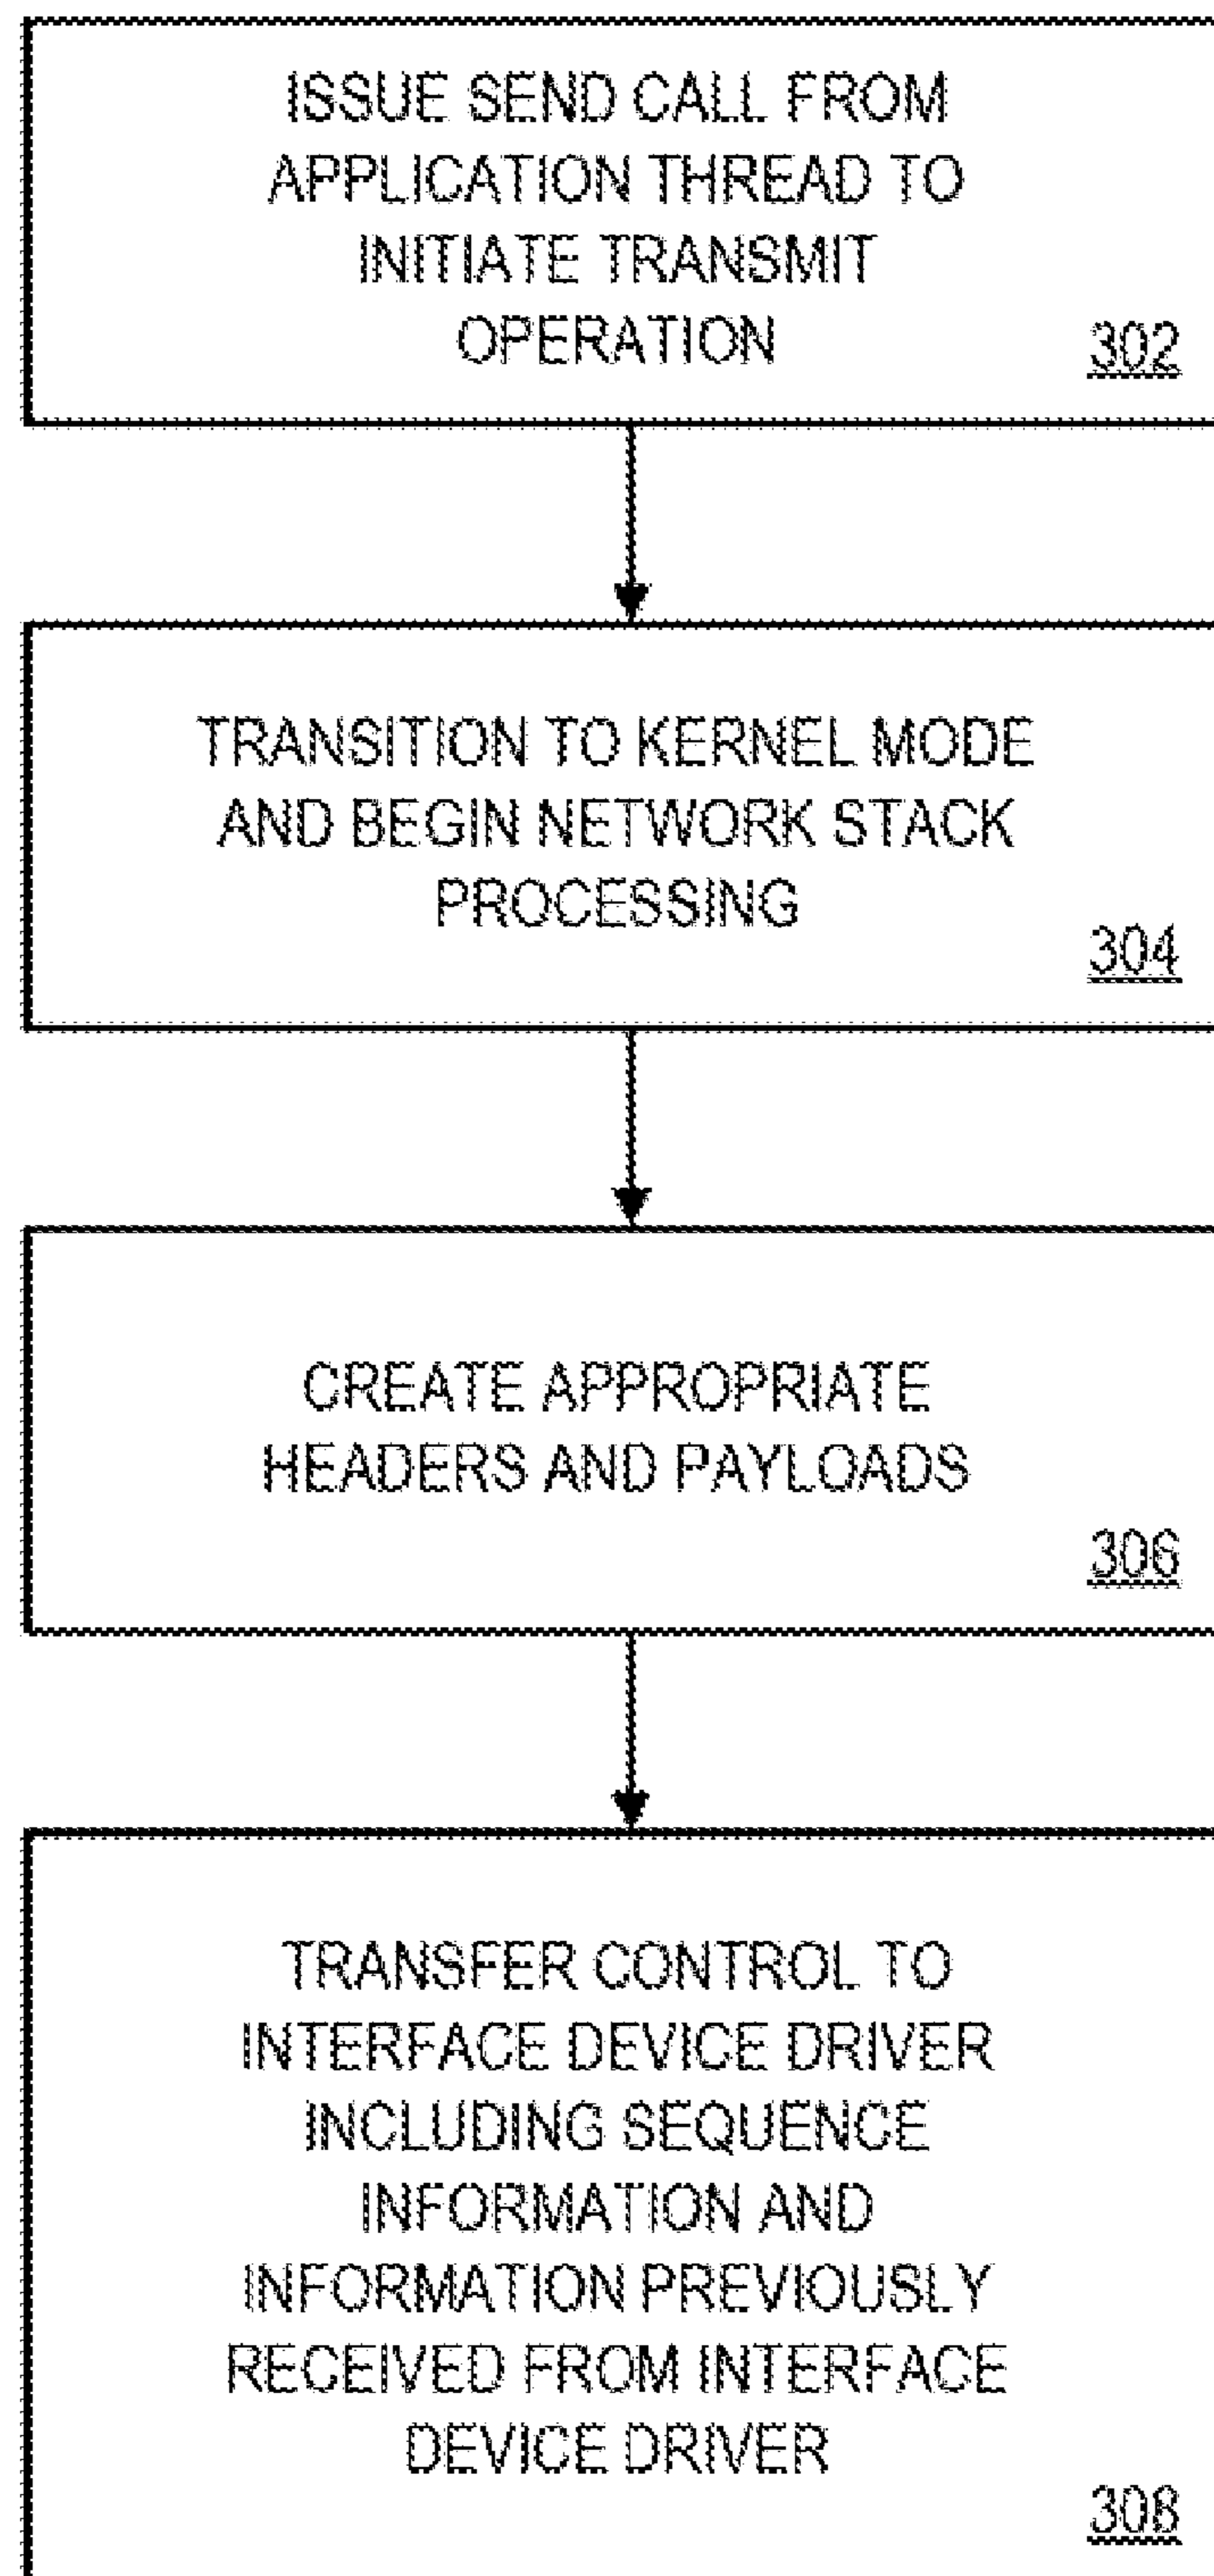 ISSUE SEND CALL FROM
APPLICATION THREAD TO
INITIATE TRANSMIT
OPERATION
302
TRANSITION TO KERNEL MODE
AND BEGIN NETWORK STACK
PROCESSING
304
CREATE APPROPRIATE
HEADERS AND PAYLOADS
306
TRANSFER CONTROL TO
INTERFACE DEVICE DRIVER
INCLUDING SEQUENCE
INFORMATION AND
INFORMATION PREVIOUSLY
RECEIVED FROM INTERFACE
DEVICE DRIVER
308